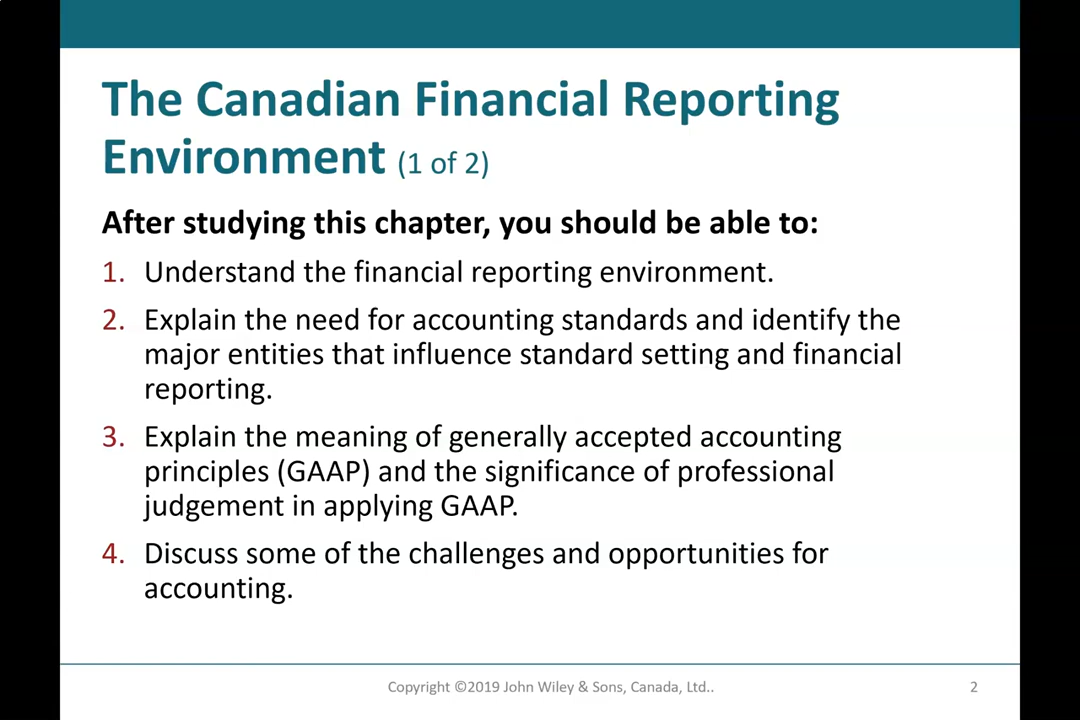 The Canadian Financial Reporting
Environment (1 of 2)
After studying this chapter, you should be able to:
1. Understand the financial reporting environment.
2. Explain the need for accounting standards and identify the
major entities that influence standard setting and financial
reporting.
3. Explain the meaning of generally accepted accounting
principles (GAAP) and the significance of professional
judgement in applying GAAP.
4. Discuss some of the challenges and opportunities for
accounting.
Copyright ©2019 John Wiley & Sons, Canada, Ltd.. 2